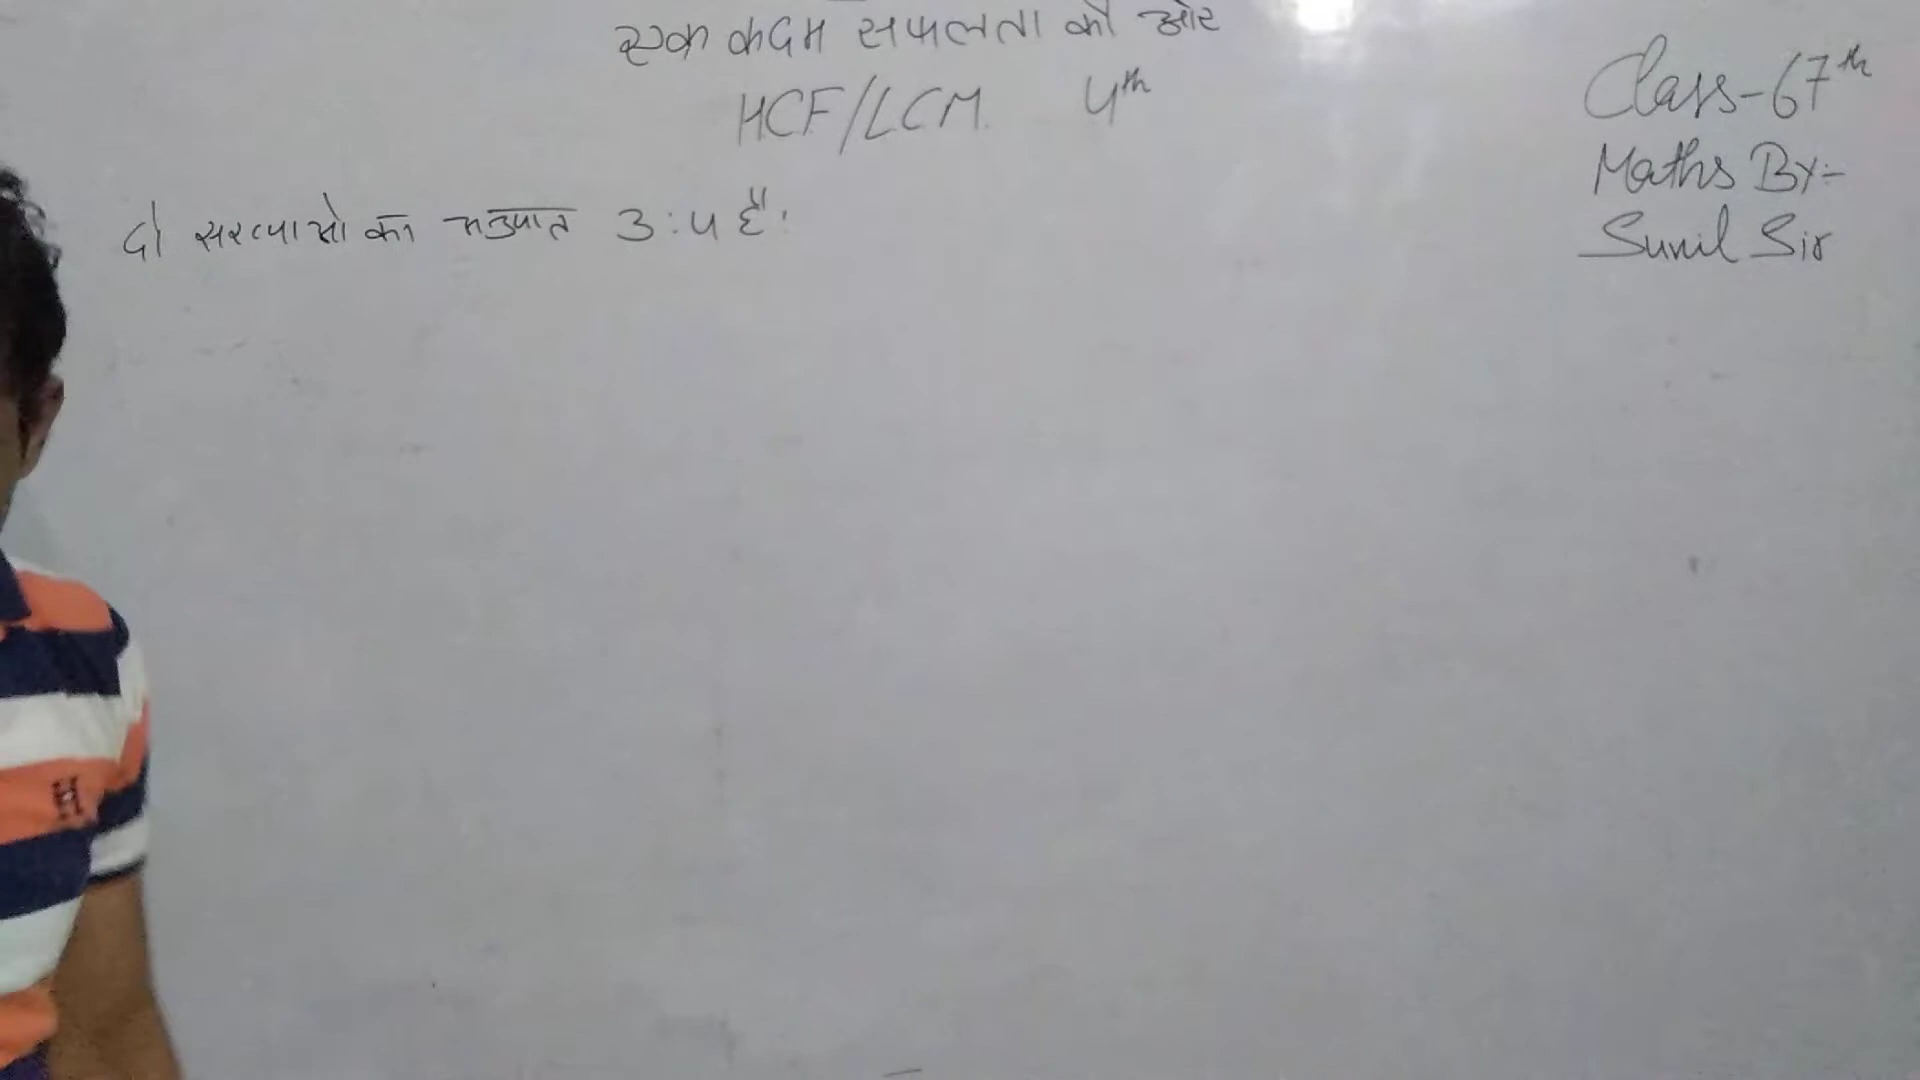 एक कदम सफलता की ओर
HCF/LCM 4th
Class-67th
Maths By:-
Sunil Sir
दो संख्याओ का अनुपात 3:4 है।